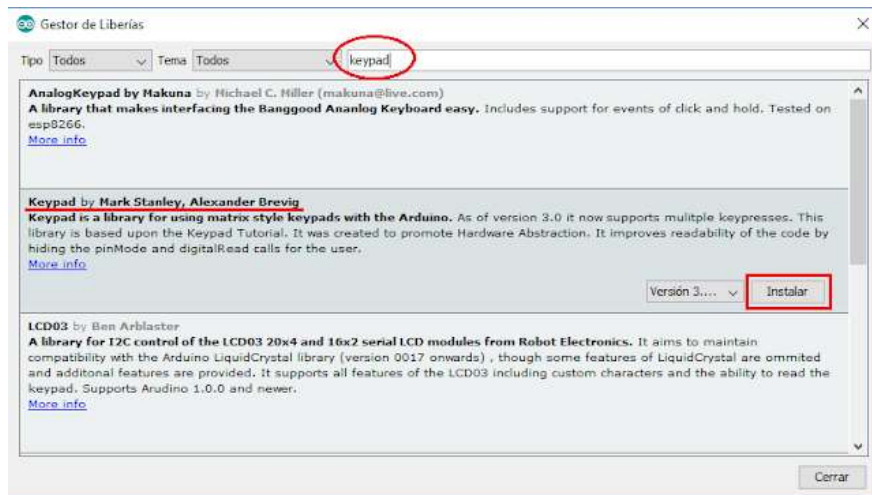 Gestor de Liberías
Tipo Todos Tema Todos keypad
AnalogKeypad by Makuna by Michael C. Miller (makuna@live.com)
A library that makes interfacing the Banggood Ananlog Keyboard easy. Includes support for events of click and hold. Tested on
esp8266.
More info
Keypad by Mark Stanley, Alexander Brevig
Keypad is a library for using matrix style keypads with the Arduino. As of version 3.0 it now supports mulitple keypresses. This
library is based upon the Keypad Tutorial. It was created to promote Hardware Abstraction. It improves readability of the code by
hiding the pinMode and digitalRead calls for the user.
More info
Versión 3.... Instalar
LCD03 by Ben Arblaster
A library for I2C control of the LCD03 20x4 and 16x2 serial LCD modules from Robot Electronics. It aims to maintain
compatibility with the Arduino LiquidCrystal library (version 0017 onwards) , though some features of LiquidCrystal are ommited
and additonal features are provided. It supports all features of the LCD03 including custom characters and the ability to read the
keypad. Supports Arudino 1.0.0 and newer.
More info
Cerrar